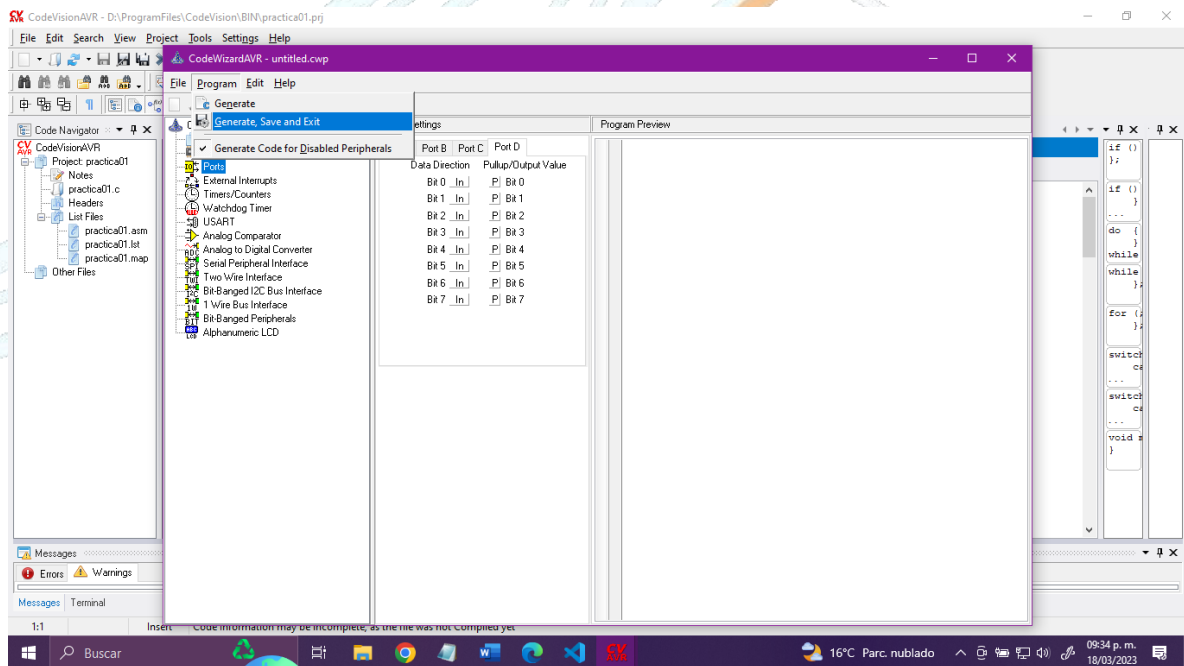 CodeVisionAVR - D:\ProgramFiles\CodeVision\BIN\practica01.prj
File Edit Search View Project Tools Settings Help
CodeWizardAVR - untitled.cwp
File Program Edit Help
Generate
Generate, Save and Exit
Generate Code for Disabled Peripherals
Code Navigator
CodeVisionAVR
Project: practica01
Notes
practica01.c
Headers
List Files
practica01.asm
practica01.lst
practica01.map
Other Files
Ports
External Interrupts
Timers/Counters
Watchdog Timer
USART
Analog Comparator
Analog to Digital Converter
Serial Peripheral Interface
Two Wire Interface
Bit-Banged I2C Bus Interface
1 Wire Bus Interface
Bit-Banged Peripherals
Alphanumeric LCD
ettings
Port B Port C Port D
Data Direction Pullup/Output Value
Bit 0 In P Bit 0
Bit 1 In P Bit 1
Bit 2 In P Bit 2
Bit 3 In P Bit 3
Bit 4 In P Bit 4
Bit 5 In P Bit 5
Bit 6 In P Bit 6
Bit 7 In P Bit 7
Program Preview
if ()
};
if ()
}
...
do {
}
while
while
};
for (;
};
switch
ca
...
switch
ca
...
void m
}
Messages
Errors Warnings
Messages Terminal
1:1 Insert Code information may be incomplete, as the file was not compiled yet
Buscar
16°C Parc. nublado
09:34 p. m.
18/03/2023